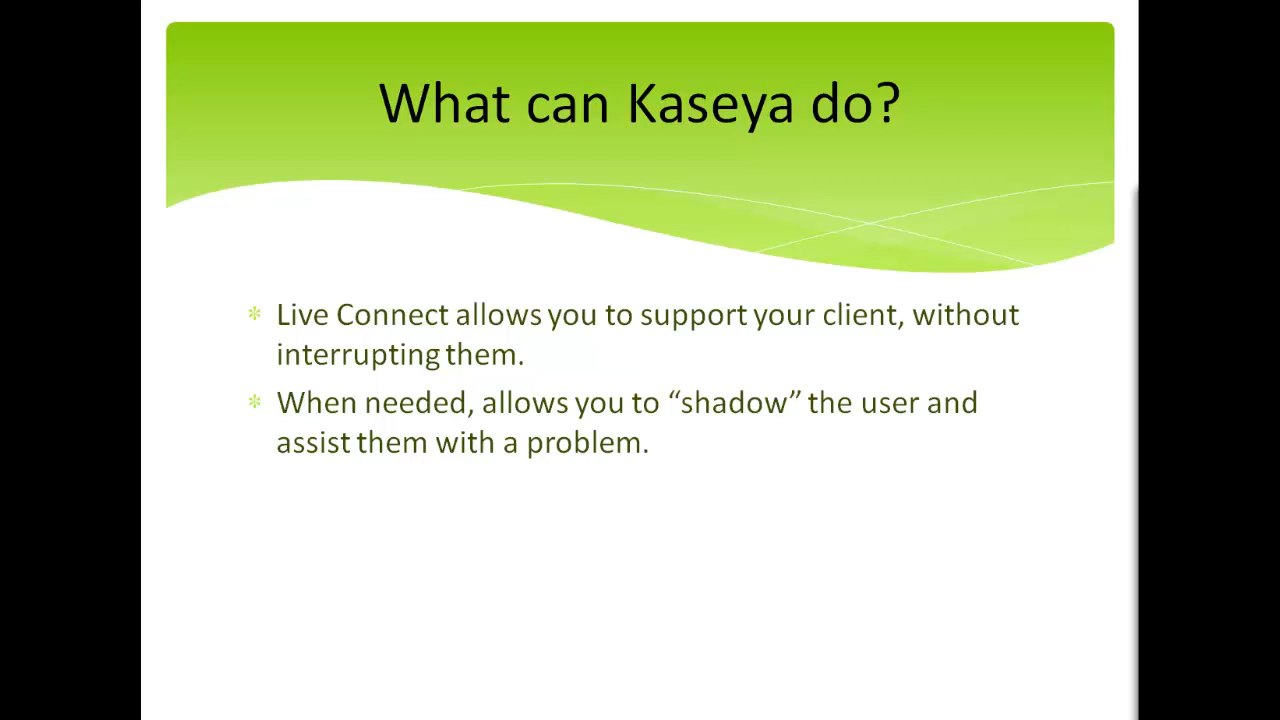 What can Kaseya do?
* Live Connect allows you to support your client, without
interrupting them.
* When needed, allows you to “shadow” the user and
assist them with a problem.